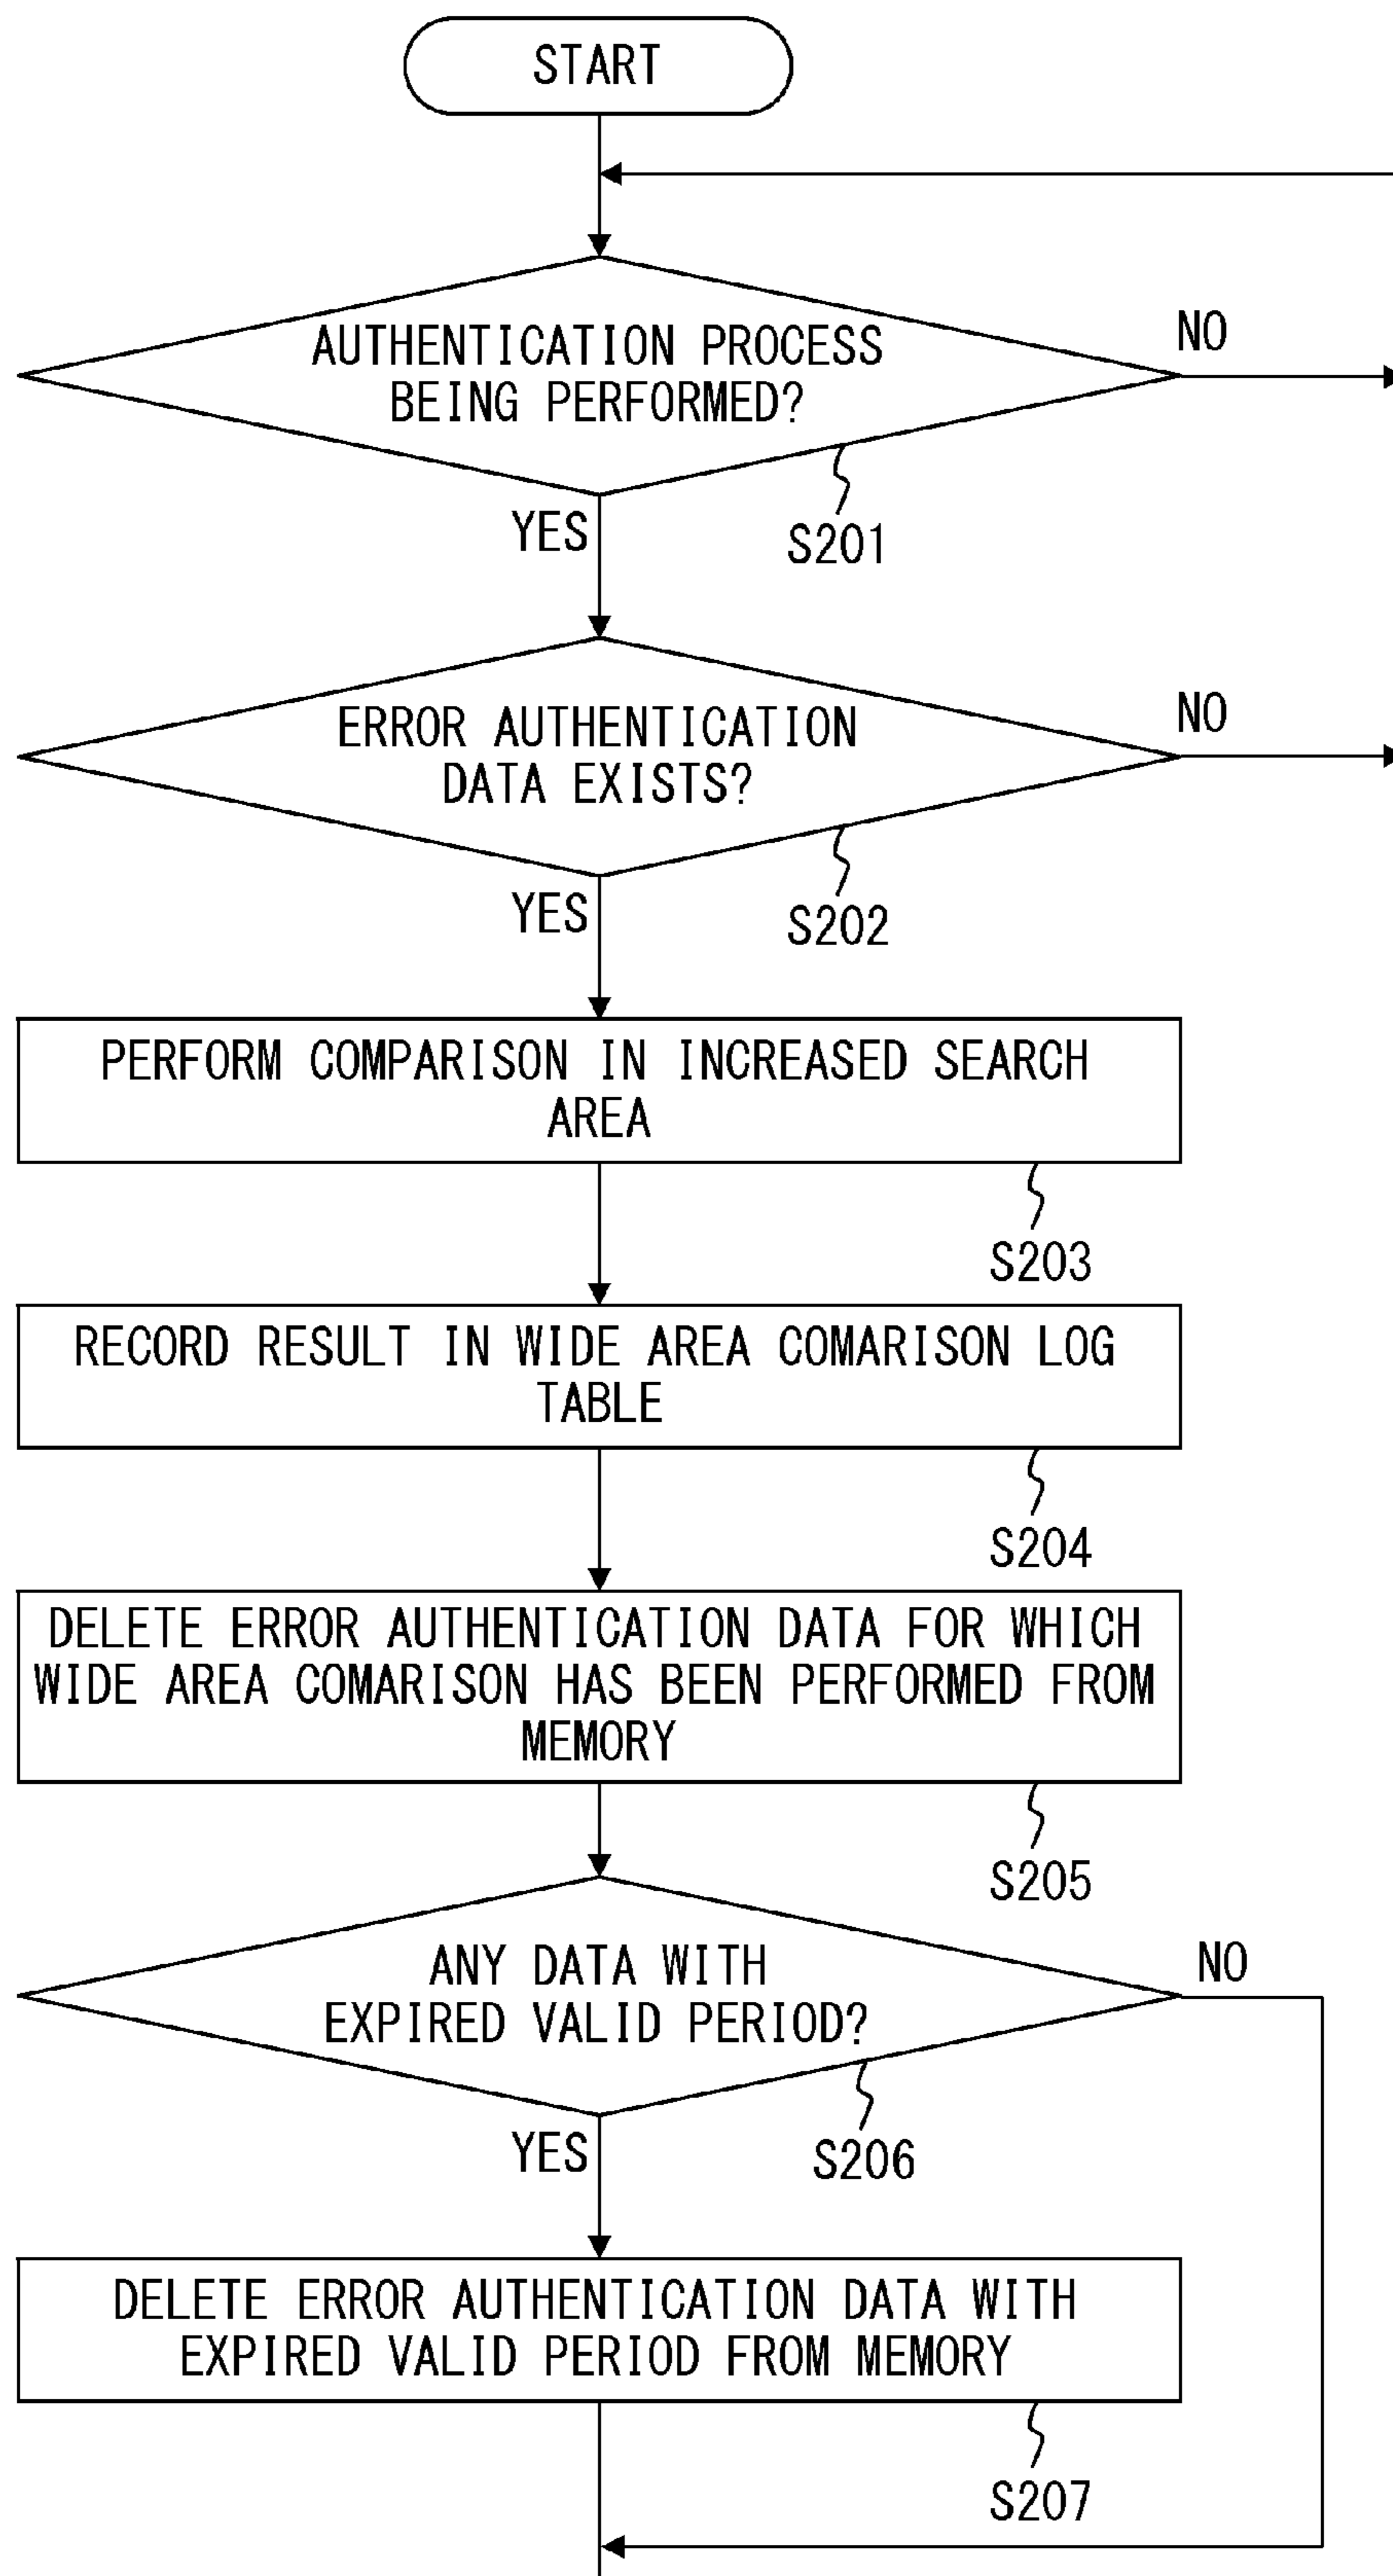 START
AUTHENTICATION PROCESS
BEING PERFORMED?
NO
YES
S201
ERROR AUTHENTICATION
DATA EXISTS?
NO
YES
S202
PERFORM COMPARISON IN INCREASED SEARCH
AREA
S203
RECORD RESULT IN WIDE AREA COMARISON LOG
TABLE
S204
DELETE ERROR AUTHENTICATION DATA FOR WHICH
WIDE AREA COMARISON HAS BEEN PERFORMED FROM
MEMORY
S205
ANY DATA WITH
EXPIRED VALID PERIOD?
NO
YES
S206
DELETE ERROR AUTHENTICATION DATA WITH
EXPIRED VALID PERIOD FROM MEMORY
S207